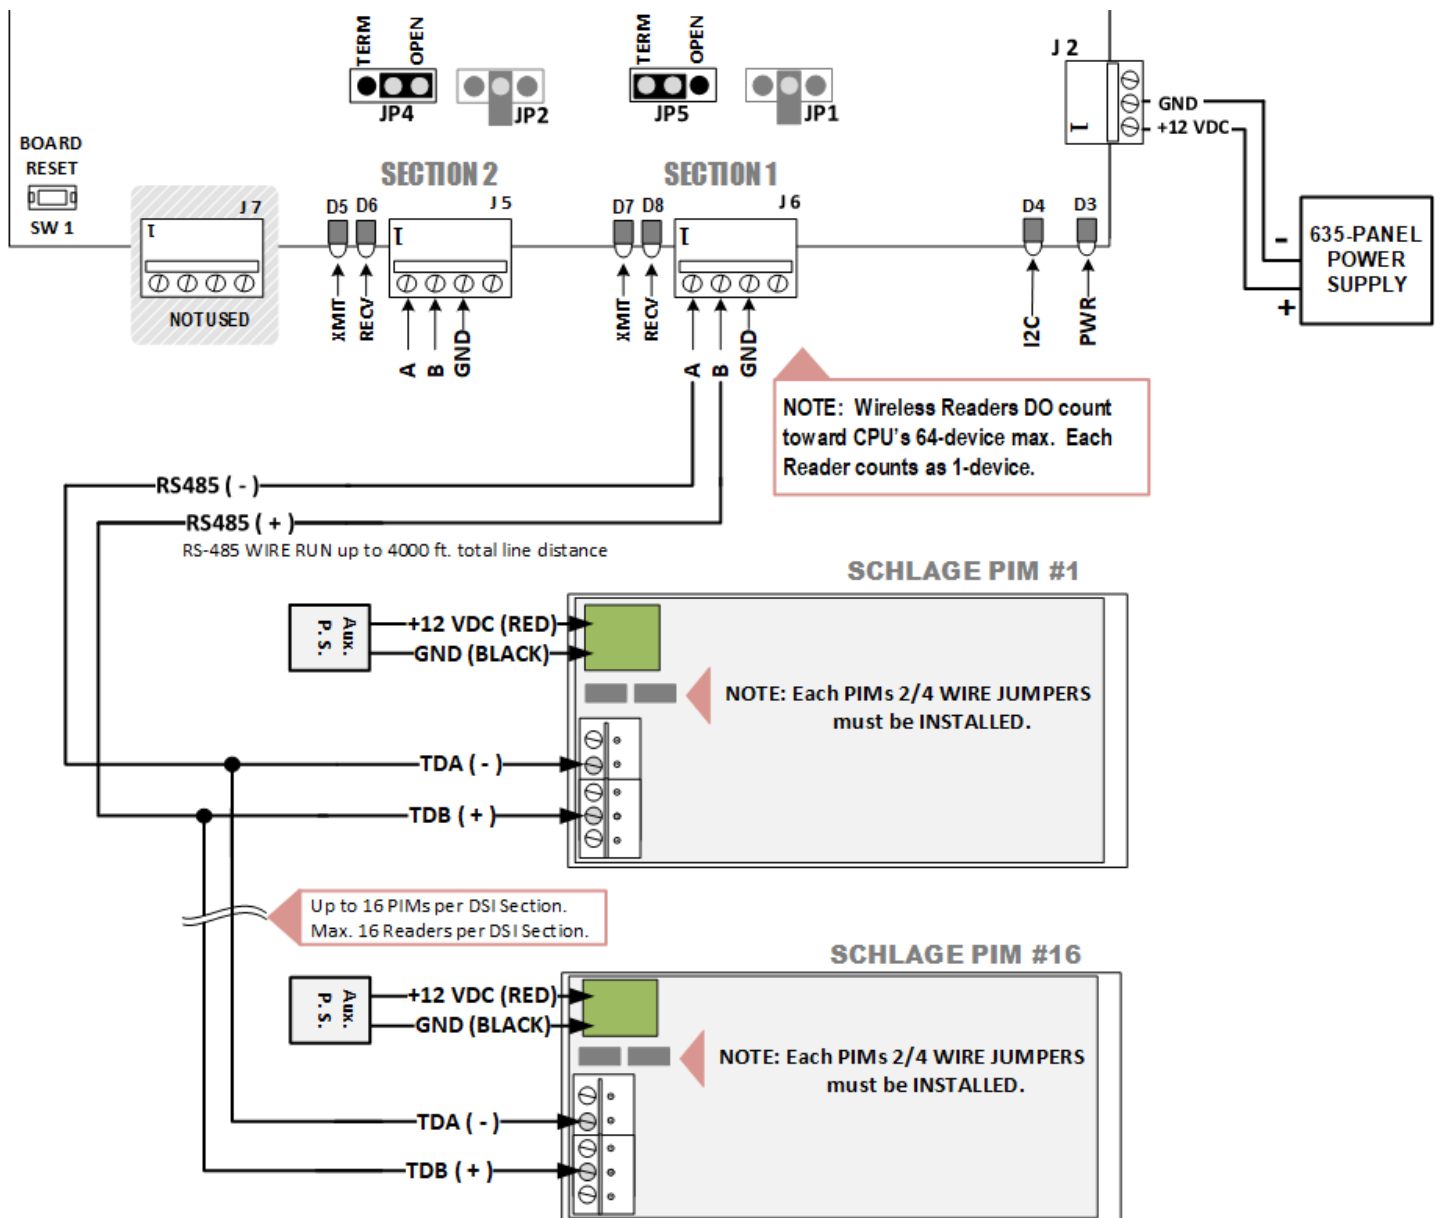 TERM
OPEN
TERM
OPEN
J 2
JP4
JP2
JP5
JP1
GND
+12 VDC
1
BOARD
RESET
SW 1
SECTION 2
SECTION 1
J 7
D5 D6
J 5
D7 D8
J 6
D4
D3
1
1
1
635-PANEL
POWER
SUPPLY
-
+
NOT USED
XMIT
RECV
A
B
GND
XMIT
RECV
A
B
GND
I2C
PWR
NOTE: Wireless Readers DO count
toward CPU's 64-device max. Each
Reader counts as 1-device.
RS485 ( - )
RS485 ( + )
RS-485 WIRE RUN up to 4000 ft. total line distance
SCHLAGE PIM #1
Aux.
P. S.
+12 VDC (RED)
GND (BLACK)
NOTE: Each PIMs 2/4 WIRE JUMPERS
must be INSTALLED.
TDA ( - )
TDB ( + )
Up to 16 PIMs per DSI Section.
Max. 16 Readers per DSI Section.
SCHLAGE PIM #16
Aux.
P. S.
+12 VDC (RED)
GND (BLACK)
NOTE: Each PIMs 2/4 WIRE JUMPERS
must be INSTALLED.
TDA ( - )
TDB ( + )